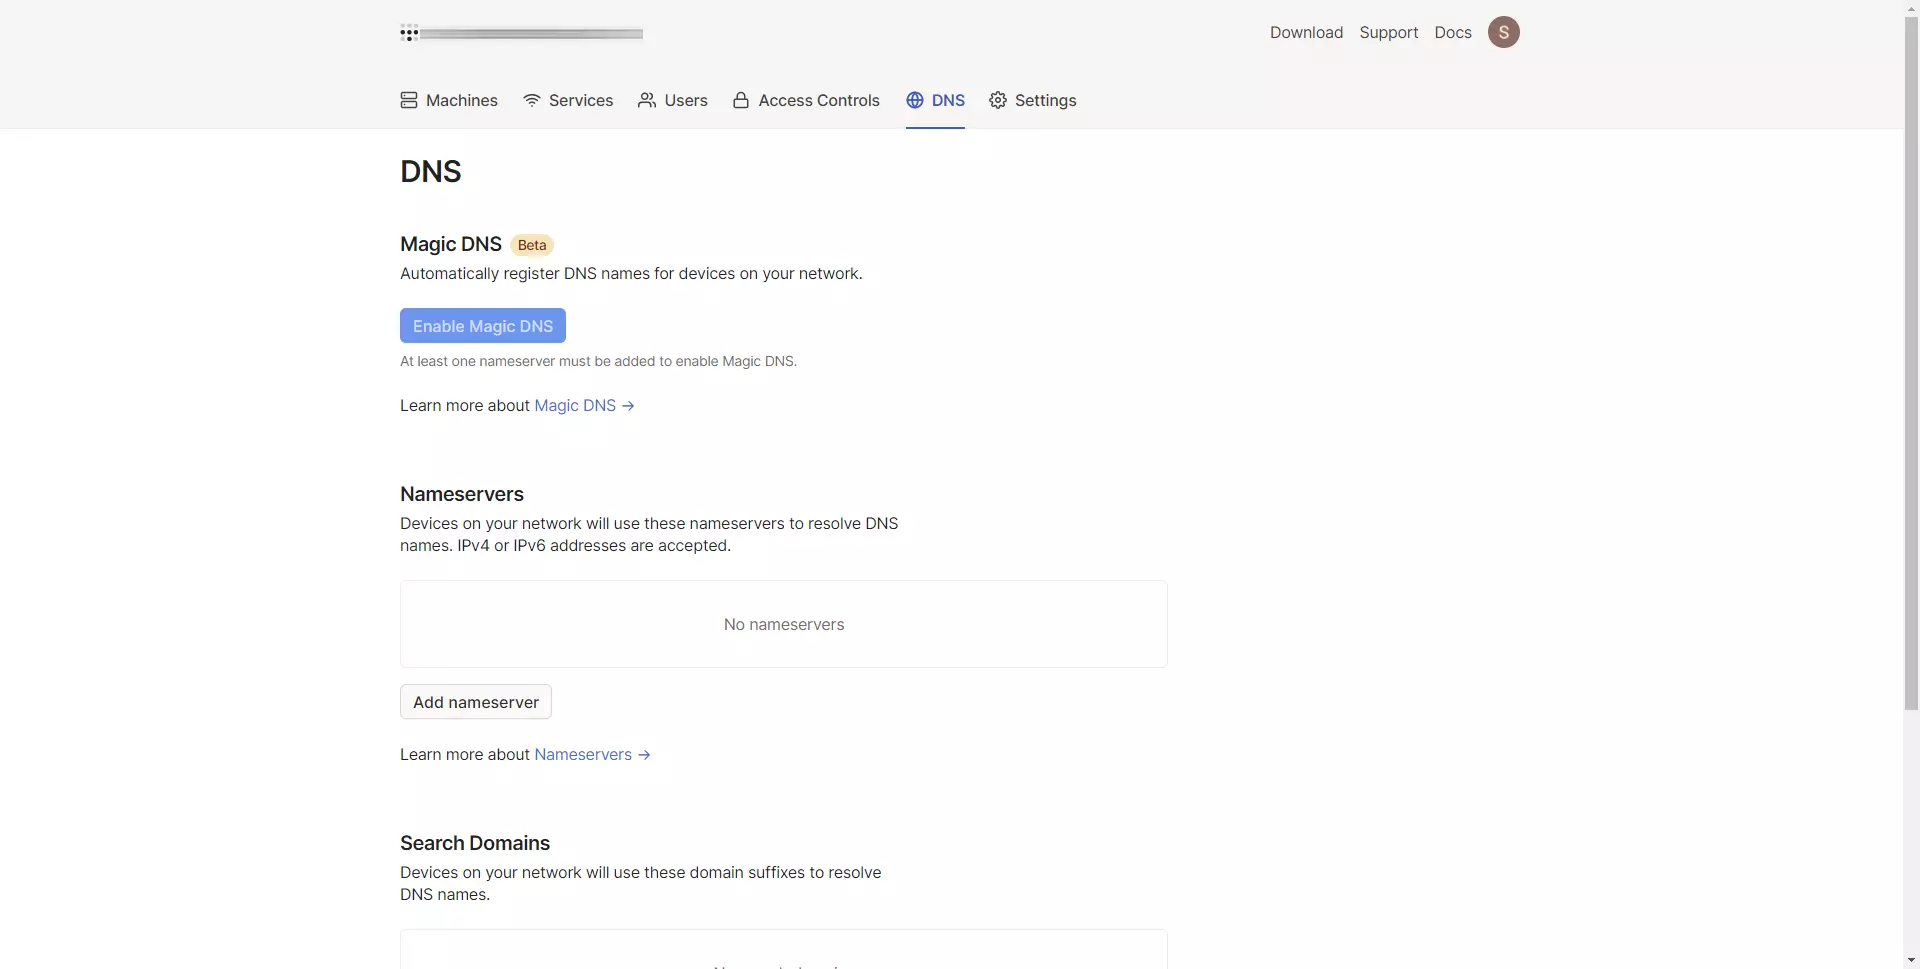 Download Support Docs S
Machines Services Users Access Controls DNS Settings
DNS
Magic DNS Beta
Automatically register DNS names for devices on your network.
Enable Magic DNS
At least one nameserver must be added to enable Magic DNS.
Learn more about Magic DNS →
Nameservers
Devices on your network will use these nameservers to resolve DNS
names. IPv4 or IPv6 addresses are accepted.
No nameservers
Add nameserver
Learn more about Nameservers →
Search Domains
Devices on your network will use these domain suffixes to resolve
DNS names.